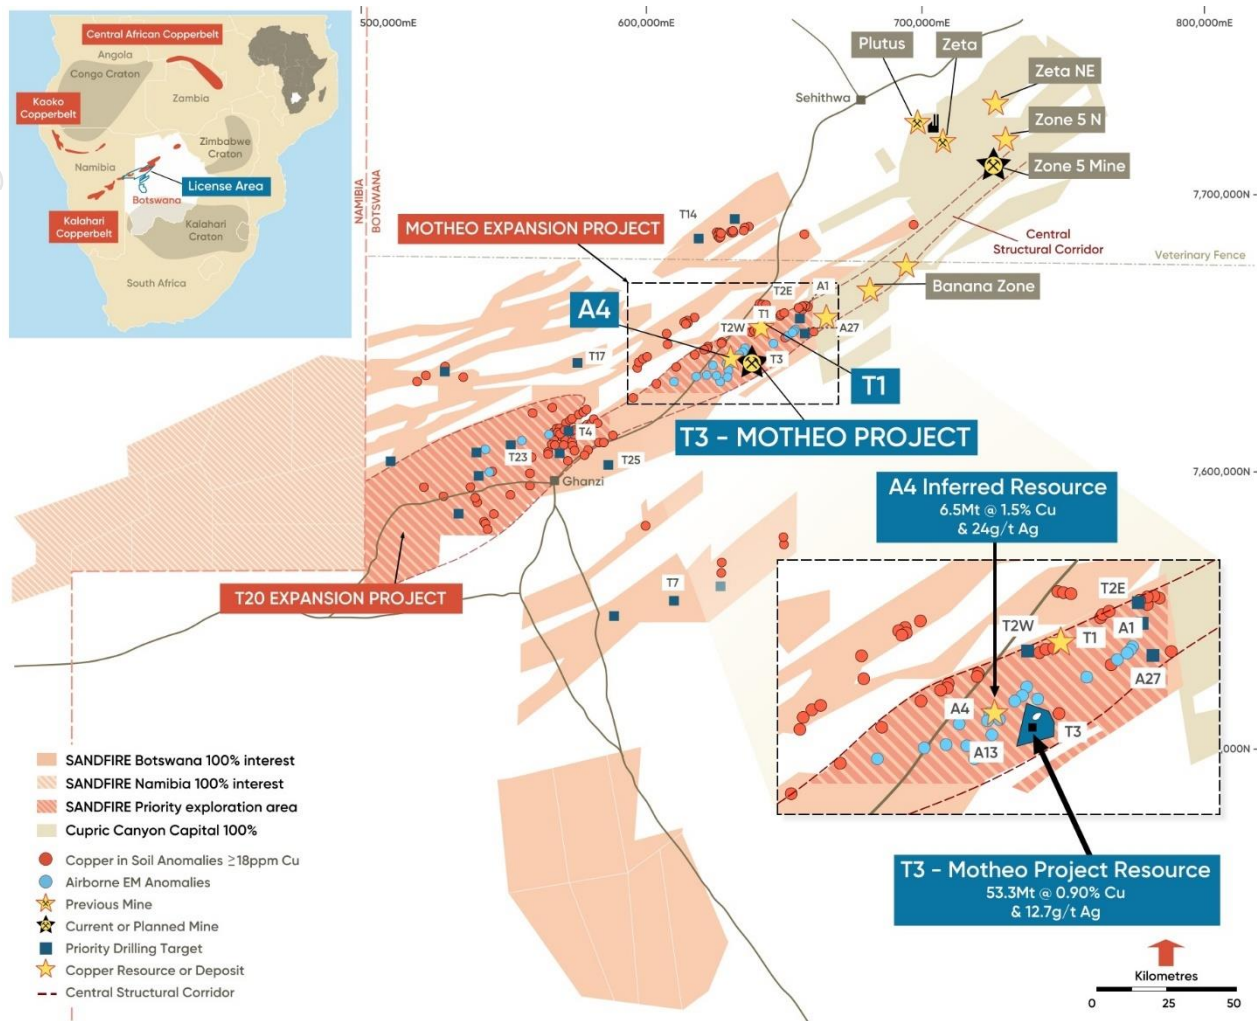 500,000mE
600,000mE
700,000mE
800,000mE
Central African Copperbelt
Angola
Congo Craton
Zambia
Kaoko
Copperbelt
Zimbabwe
Craton
Namibia
License Area
Botswana
Kalahari
Copperbelt
Kalahari
Craton
South Africa
NAMIBIA
BOTSWANA
Plutus
Zeta
Sehithwa
Zeta NE
Zone 5 N
Zone 5 Mine
7,700,000N
T14
MOTHEO EXPANSION PROJECT
Central
Structural Corridor
Veterinary Fence
Banana Zone
T2E
A1
A4
T1
T2W
A27
T17
T3
T1
T3 - MOTHEO PROJECT
T4
T23
T25
7,600,000N
Ghanzi
A4 Inferred Resource
6.5Mt @ 1.5% Cu
& 24g/t Ag
T20 EXPANSION PROJECT
T7
T2E
T2W
T1
A1
A27
A4
T3
A13
,000mN
T3 - Motheo Project Resource
53.3Mt @ 0.90% Cu
& 12.7g/t Ag
SANDFIRE Botswana 100% interest
SANDFIRE Namibia 100% interest
SANDFIRE Priority exploration area
Cupric Canyon Capital 100%
Copper in Soil Anomalies ≥18ppm Cu
Airborne EM Anomalies
Previous Mine
Current or Planned Mine
Priority Drilling Target
Copper Resource or Deposit
Central Structural Corridor
Kilometres
0 25 50